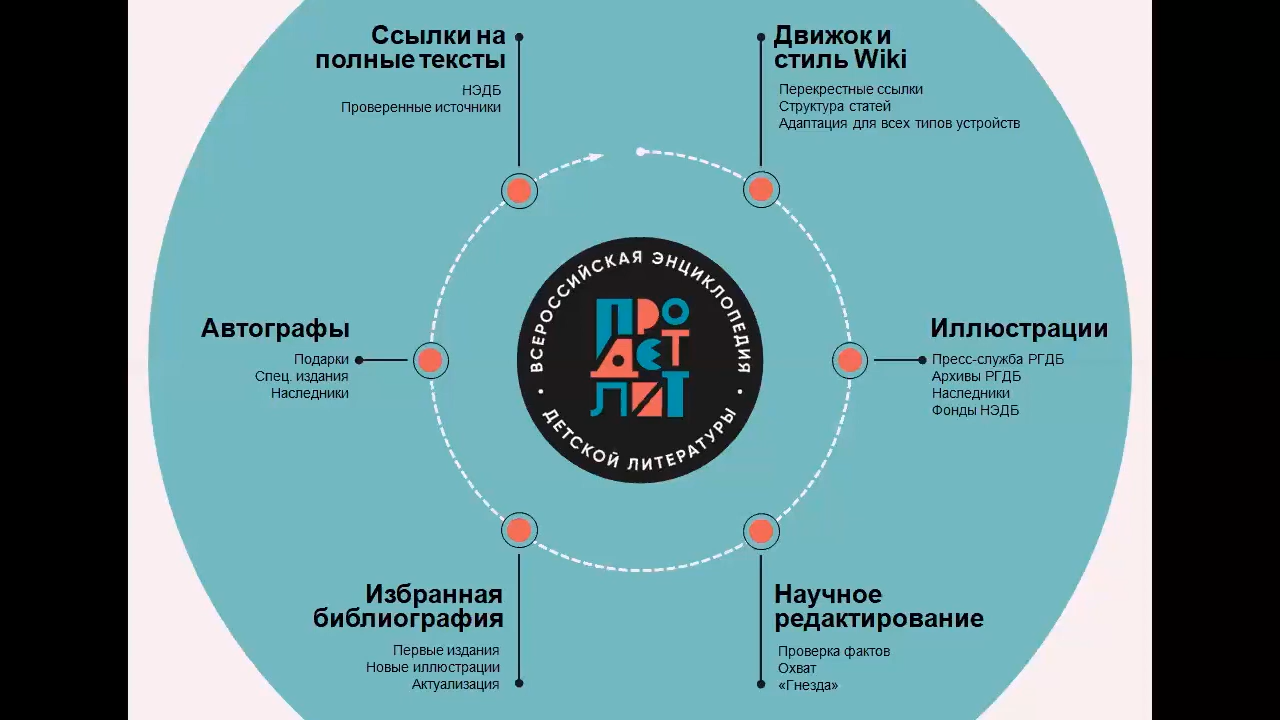 Ссылки на
полные тексты
НЭДБ
Проверенные источники
Движок и
стиль Wiki
Перекрестные ссылки
Структура статей
Адаптация для всех типов устройств
Автографы
Подарки
Спец. издания
Наследники
ВСЕРОССИЙСКАЯ ЭНЦИКЛОПЕДИЯ
ПРО
ДЕТ
ЛИТ
• ДЕТСКОЙ ЛИТЕРАТУРЫ •
Иллюстрации
Пресс-служба РГДБ
Архивы РГДБ
Наследники
Фонды НЭДБ
Избранная
библиография
Первые издания
Новые иллюстрации
Актуализация
Научное
редактирование
Проверка фактов
Охват
«Гнезда»